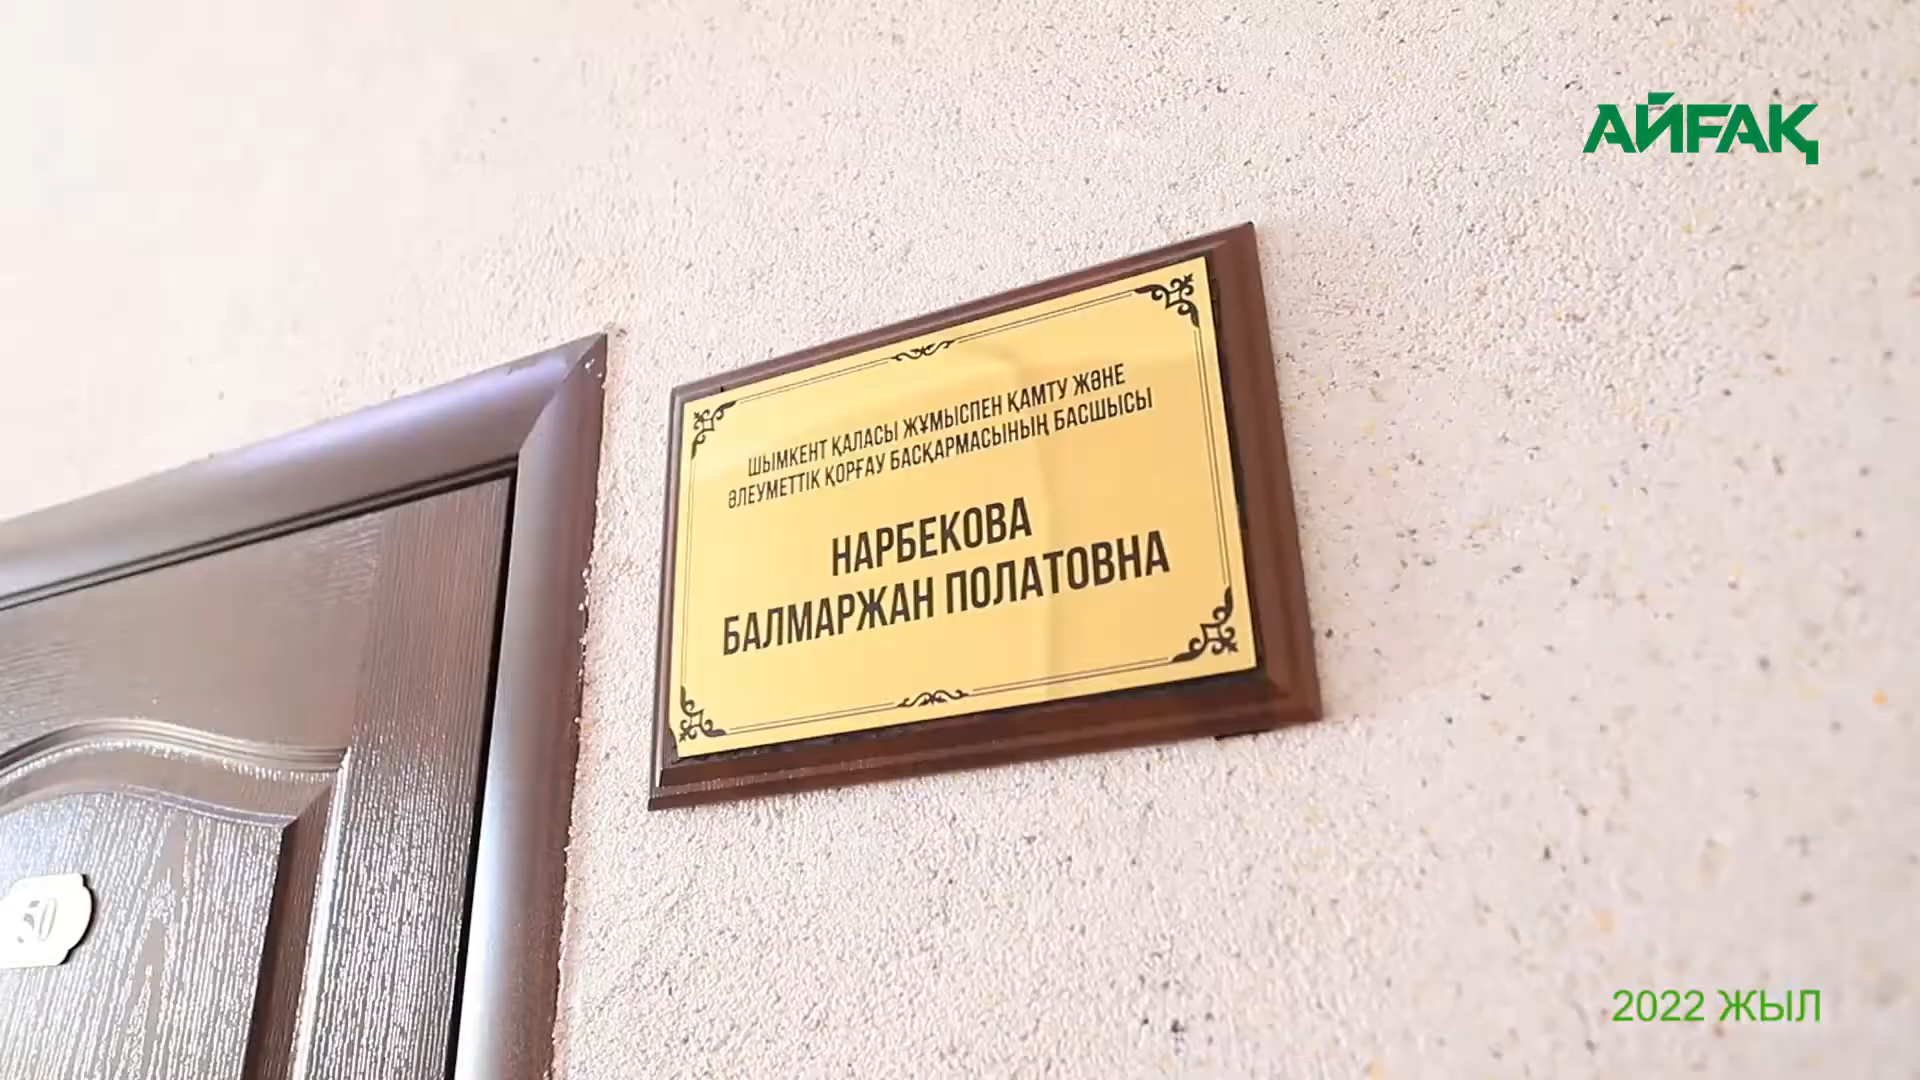 АЙҒАҚ
ШЫМКЕНТ ҚАЛАСЫ ЖҰМЫСПЕН ҚАМТУ ЖӘНЕ
ӘЛЕУМЕТТІК ҚОРҒАУ БАСҚАРМАСЫНЫҢ БАСШЫСЫ
НАРБЕКОВА
БАЛМАРЖАН ПОЛАТОВНА
50
2022 ЖЫЛ